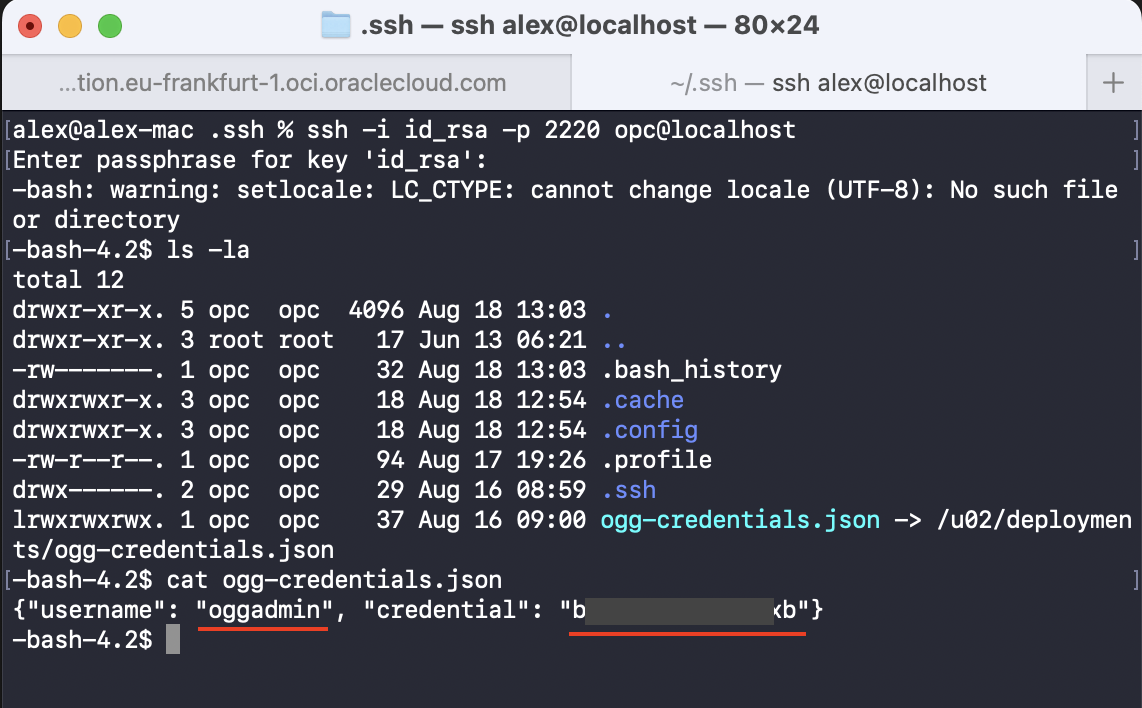 .ssh — ssh alex@localhost — 80×24
...tion.eu-frankfurt-1.oci.oraclecloud.com
~/.ssh — ssh alex@localhost
+
[alex@alex-mac .ssh % ssh -i id_rsa -p 2220 opc@localhost ]
[Enter passphrase for key 'id_rsa': ]
-bash: warning: setlocale: LC_CTYPE: cannot change locale (UTF-8): No such file
or directory
[-bash-4.2$ ls -la ]
total 12
drwxr-xr-x. 5 opc  opc  4096 Aug 18 13:03 .
drwxr-xr-x. 3 root root   17 Jun 13 06:21 ..
-rw-------. 1 opc  opc    32 Aug 18 13:03 .bash_history
drwxrwxr-x. 3 opc  opc    18 Aug 18 12:54 .cache
drwxrwxr-x. 3 opc  opc    18 Aug 18 12:54 .config
-rw-r--r--. 1 opc  opc    94 Aug 17 19:26 .profile
drwx------. 2 opc  opc    29 Aug 16 08:59 .ssh
lrwxrwxrwx. 1 opc  opc    37 Aug 16 09:00 ogg-credentials.json -> /u02/deploymen
ts/ogg-credentials.json
[-bash-4.2$ cat ogg-credentials.json ]
{"username": "oggadmin", "credential": "b xb"}
-bash-4.2$